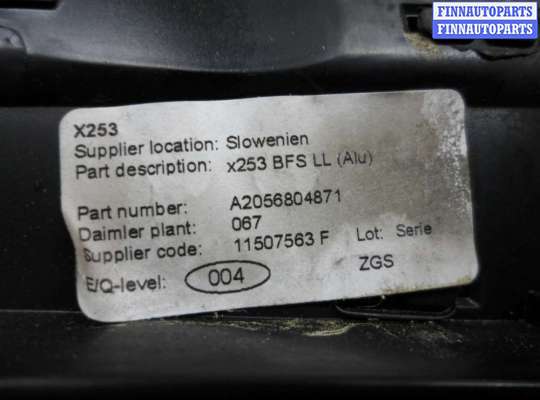 FINNAUTOPARTS
FINNAUTOPARTS
X253
Supplier location: Slowenien
Part description: x253 BFS LL (Alu)
Part number: A2056804871
Daimler plant: 067
Supplier code: 11507563 F Lot: Serie
E/Q-level: 004 ZGS